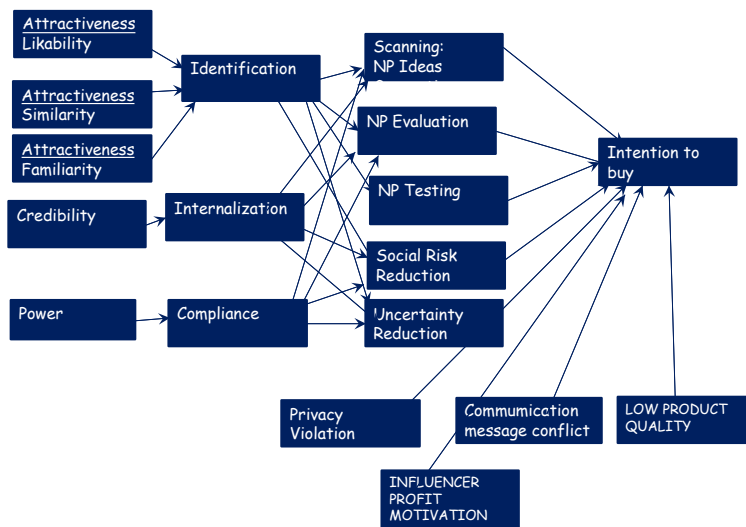 Attractiveness
Likability
Attractiveness
Similarity
Attractiveness
Familiarity
Credibility
Power
Identification
Internalization
Compliance
Scanning:
NP Ideas
NP Evaluation
NP Testing
Social Risk
Reduction
Uncertainty
Reduction
Intention to
buy
Privacy
Violation
Commumication
message conflict
LOW PRODUCT
QUALITY
INFLUENCER
PROFIT
MOTIVATION